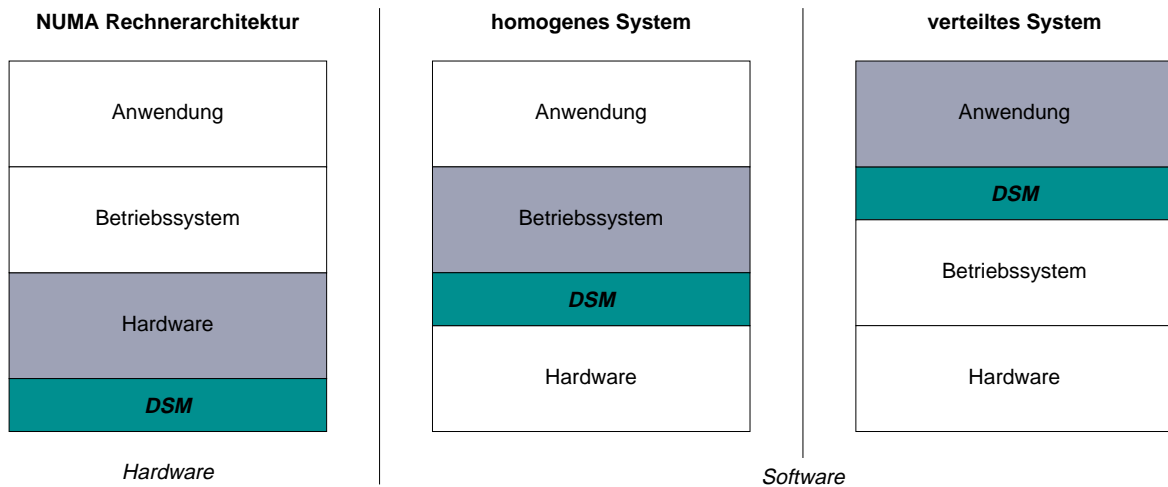 NUMA Rechnerarchitektur
Anwendung
Betriebssystem
Hardware
DSM
Hardware
homogenes System
Anwendung
Betriebssystem
DSM
Hardware
verteiltes System
Anwendung
DSM
Betriebssystem
Hardware
Software